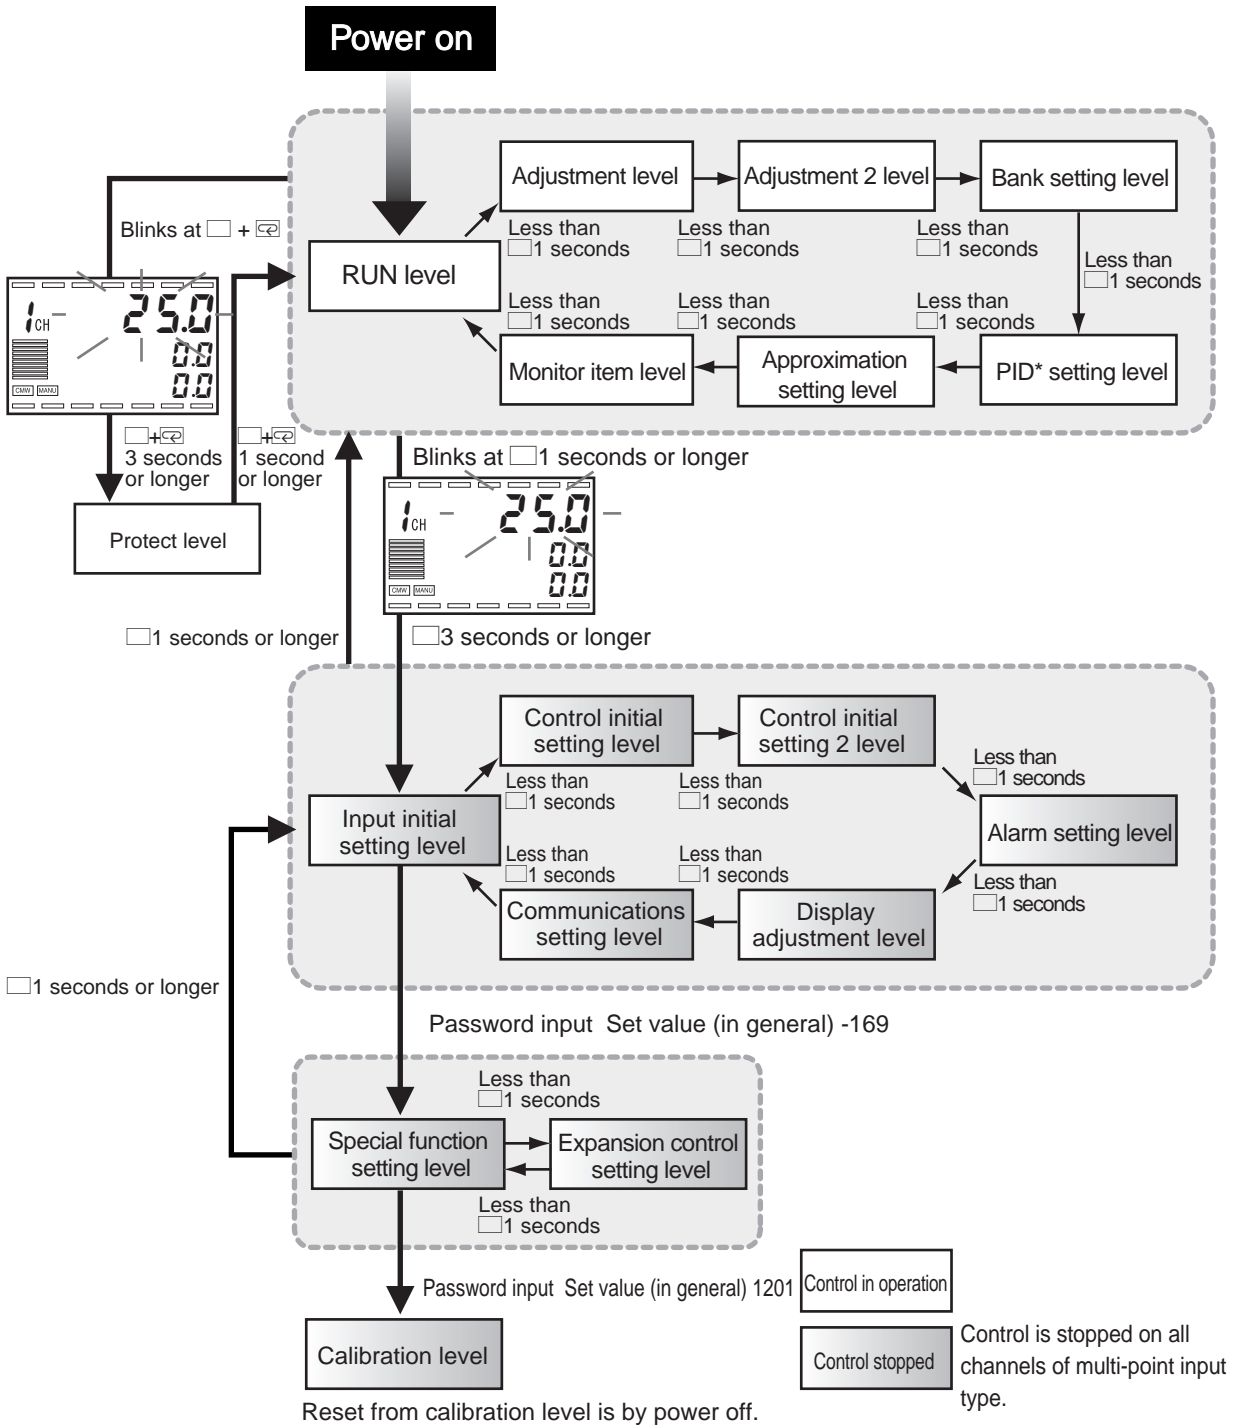 Power on
Adjustment level
Adjustment 2 level
Bank setting level
Less than
1 seconds
Less than
1 seconds
Less than
1 seconds
Blinks at + 
RUN level
Less than
1 seconds
Less than
1 seconds
Less than
1 seconds
Less than
1 seconds
Monitor item level
Approximation
setting level
PID* setting level
1CH
25.0
0.0
0.0
CMW MANU
+
3 seconds
or longer
+
1 second
or longer
Protect level
Blinks at 1 seconds or longer
1CH
25.0
0.0
0.0
CMW MANU
1 seconds or longer
3 seconds or longer
Control initial
setting level
Control initial
setting 2 level
Less than
1 seconds
Less than
1 seconds
Less than
1 seconds
Input initial
setting level
Alarm setting level
Less than
1 seconds
Less than
1 seconds
Less than
1 seconds
Communications
setting level
Display
adjustment level
1 seconds or longer
Password input Set value (in general) -169
Less than
1 seconds
Special function
setting level
Expansion control
setting level
Less than
1 seconds
Password input Set value (in general) 1201
Control in operation
Calibration level
Control stopped
Control is stopped on all
channels of multi-point input
type.
Reset from calibration level is by power off.